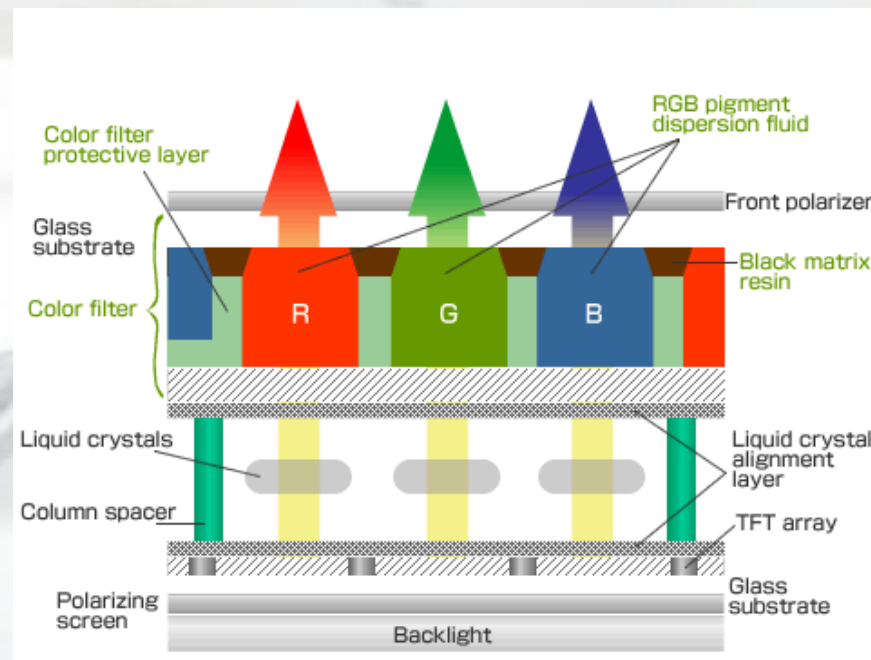 RGB pigment
dispersion fluid
Color filter
protective layer
Front polarizer
Glass
substrate
Black matrix
resin
Color filter
R
G
B
Liquid crystals
Liquid crystal
alignment
layer
Column spacer
TFT array
Polarizing
screen
Glass
substrate
Backlight